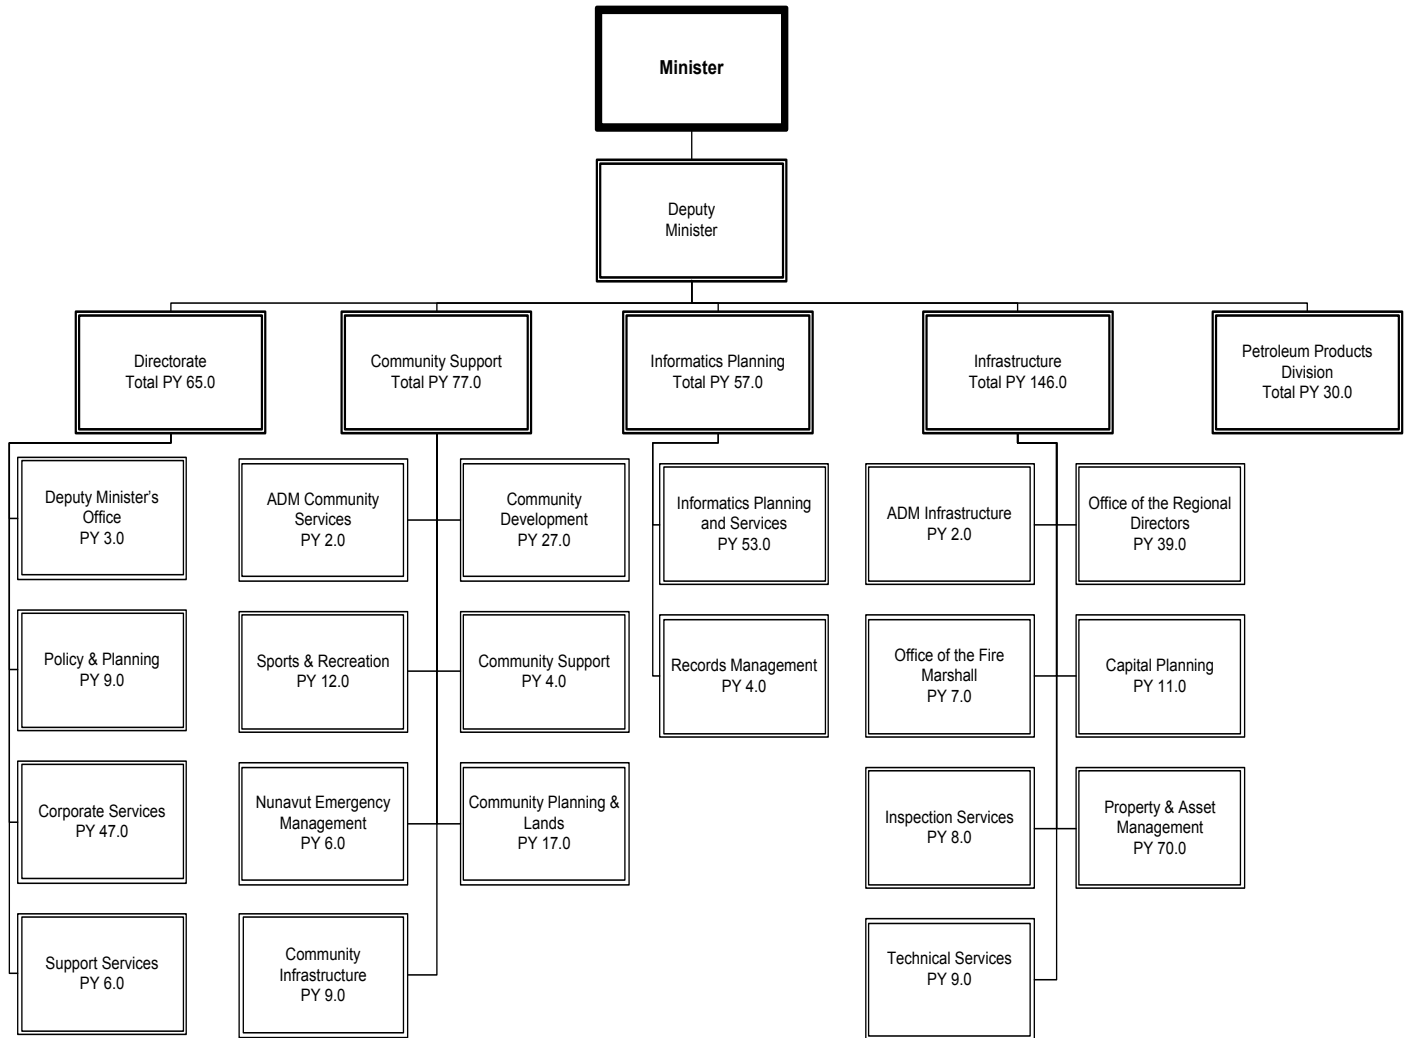 Minister
Deputy
Minister
Directorate
Total PY 65.0
Community Support
Total PY 77.0
Informatics Planning
Total PY 57.0
Infrastructure
Total PY 146.0
Petroleum Products
Division
Total PY 30.0
Deputy Minister's
Office
PY 3.0
ADM Community
Services
PY 2.0
Community
Development
PY 27.0
Informatics Planning
and Services
PY 53.0
ADM Infrastructure
PY 2.0
Office of the Regional
Directors
PY 39.0
Policy & Planning
PY 9.0
Sports & Recreation
PY 12.0
Community Support
PY 4.0
Records Management
PY 4.0
Office of the Fire
Marshall
PY 7.0
Capital Planning
PY 11.0
Corporate Services
PY 47.0
Nunavut Emergency
Management
PY 6.0
Community Planning &
Lands
PY 17.0
Inspection Services
PY 8.0
Property & Asset
Management
PY 70.0
Support Services
PY 6.0
Community
Infrastructure
PY 9.0
Technical Services
PY 9.0